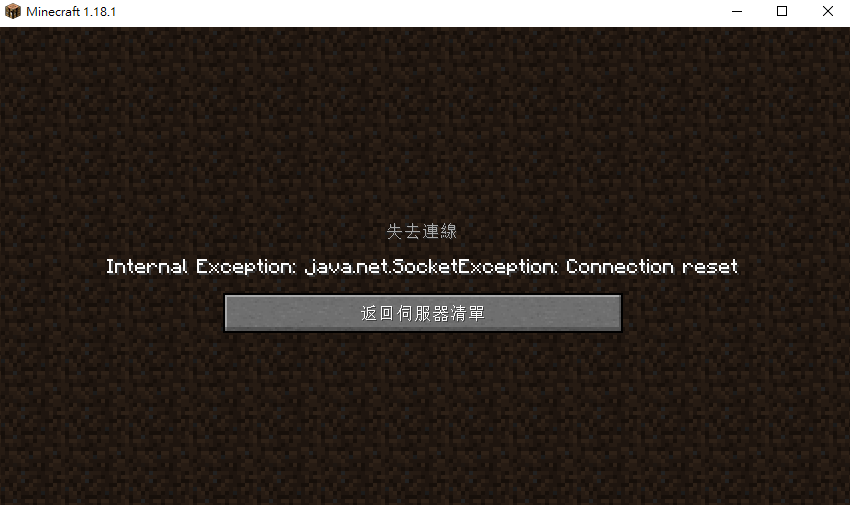 Minecraft 1.18.1
失去連線
Internal Exception: java.net.SocketException: Connection reset
返回伺服器清單